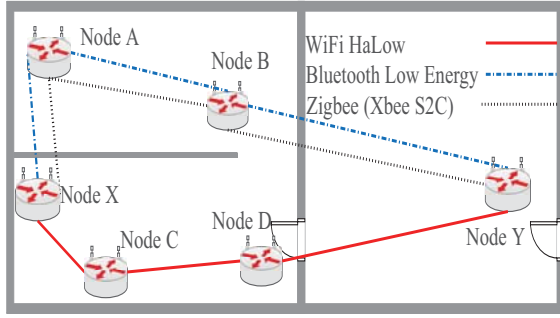 Node A
Node B
WiFi HaLow
Bluetooth Low Energy
Zigbee (Xbee S2C)
Node X
Node C
Node D
Node Y